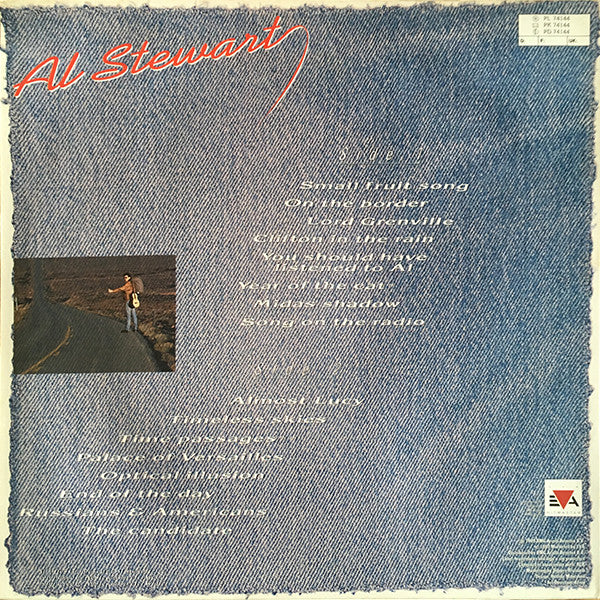 Al Stewart
PL 74144
PK 74144
PD 74144
Side 1
Small fruit song
On the border
Lord Grenville
Clifton in the rain
You should have
listened to Al
Year of the cat
Midas shadow
Song on the radio
Side
Almost Lucy
Timeless skies
Time passages
Palace of Versailles
Optical illusion
End of the day
Russians & Americans
The candidate
EVA